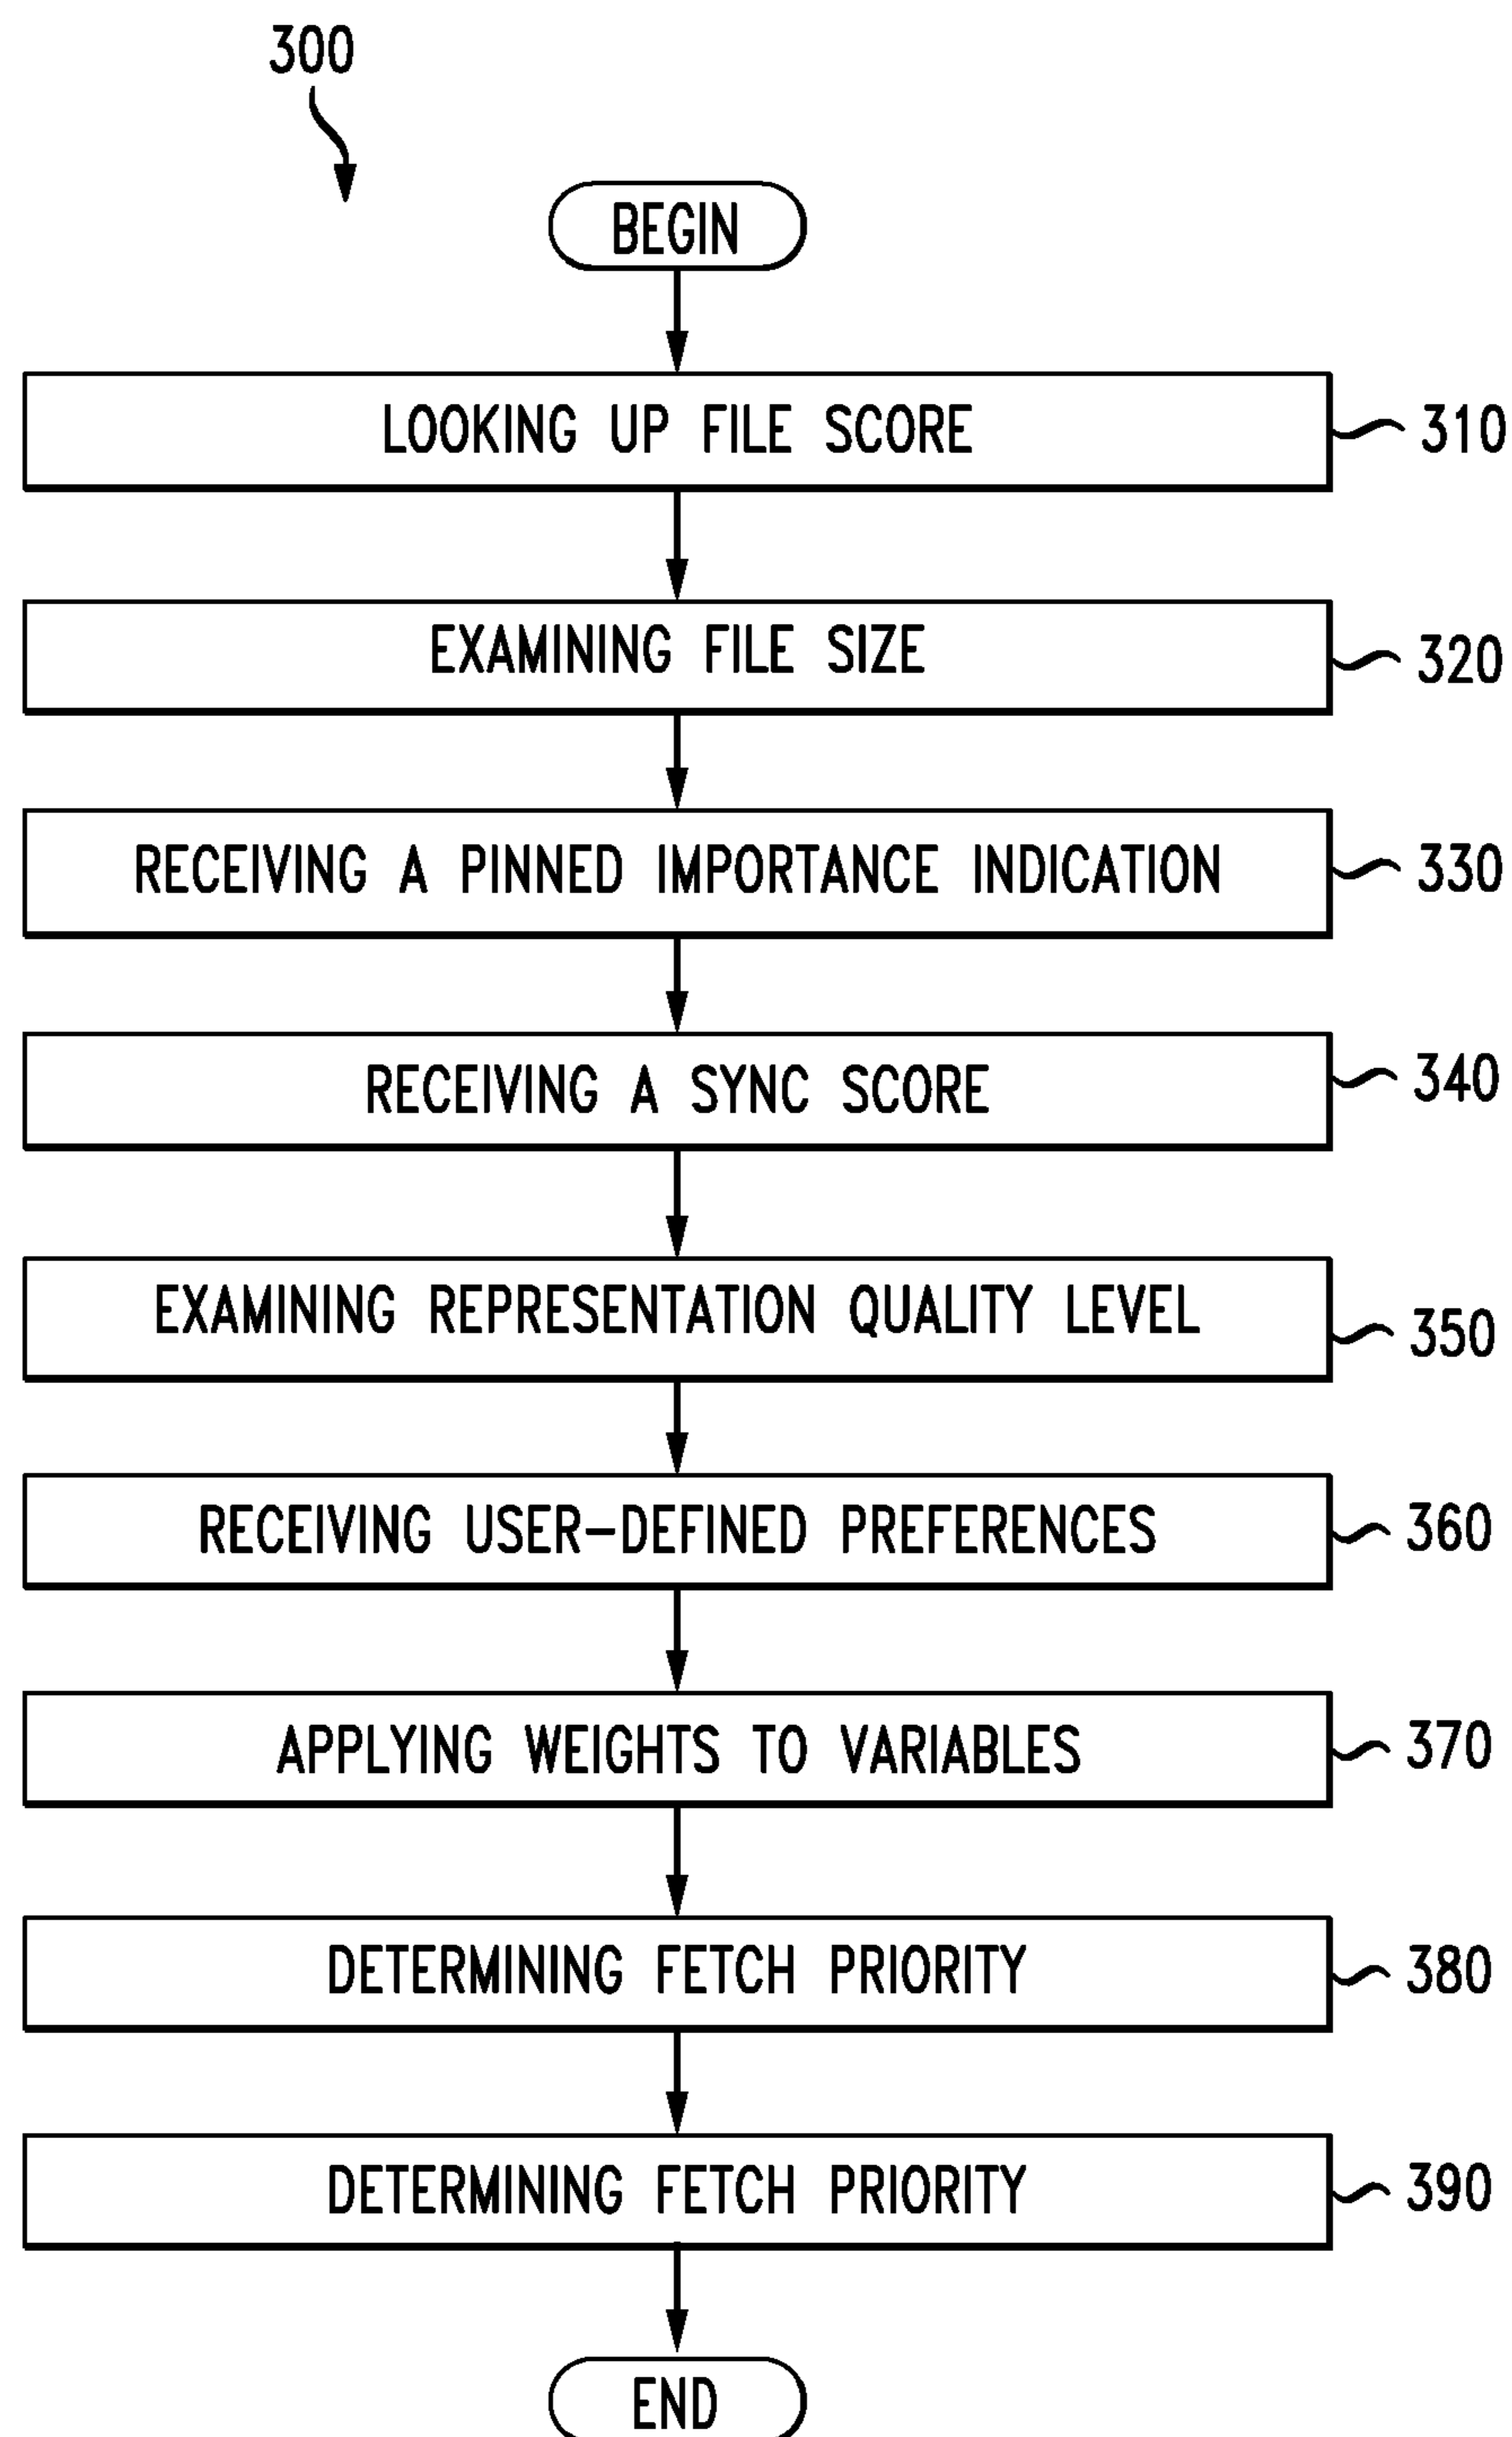 300
BEGIN
LOOKING UP FILE SCORE 310
EXAMINING FILE SIZE 320
RECEIVING A PINNED IMPORTANCE INDICATION 330
RECEIVING A SYNC SCORE 340
EXAMINING REPRESENTATION QUALITY LEVEL 350
RECEIVING USER-DEFINED PREFERENCES 360
APPLYING WEIGHTS TO VARIABLES 370
DETERMINING FETCH PRIORITY 380
DETERMINING FETCH PRIORITY 390
END